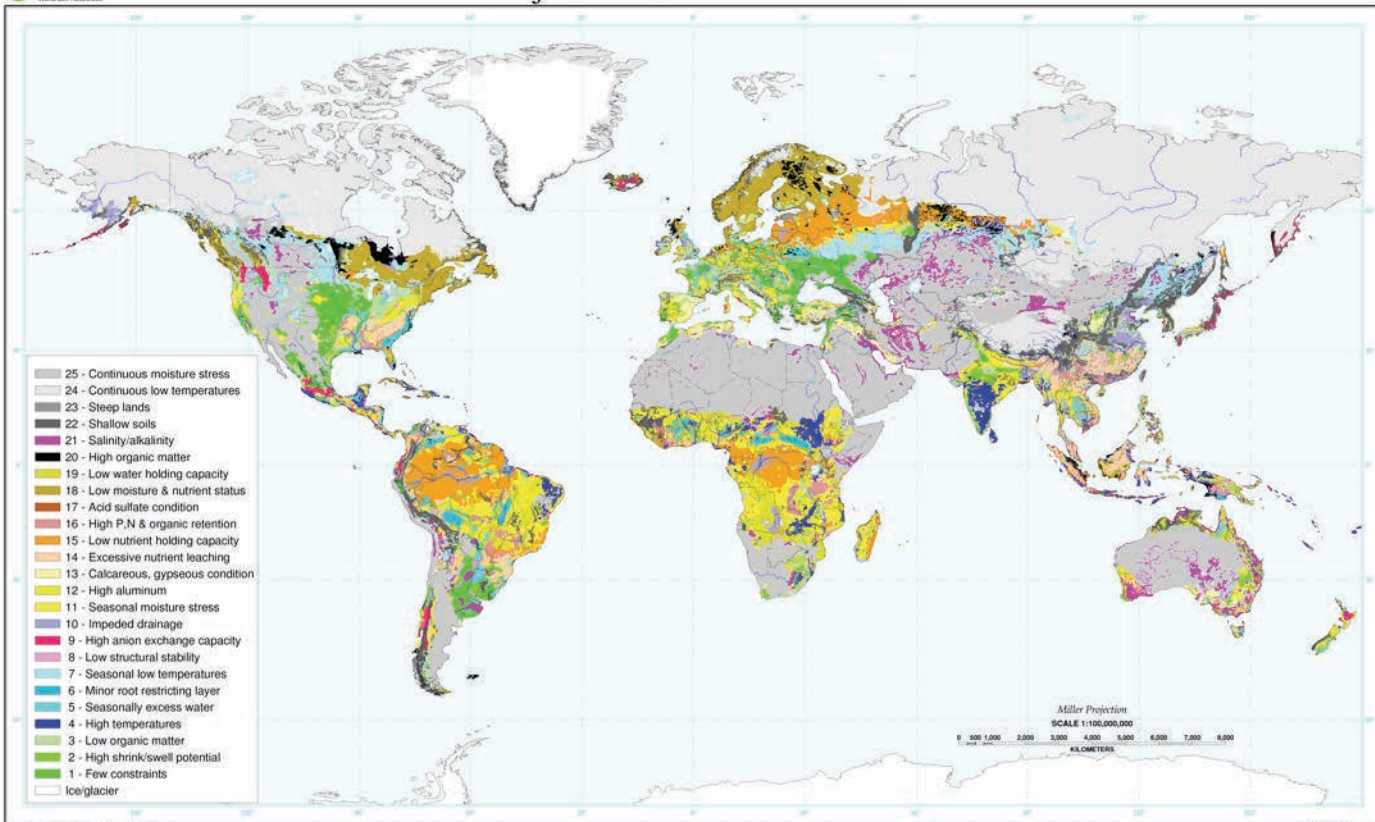 25 - Continuous moisture stress
24 - Continuous low temperatures
23 - Steep lands
22 - Shallow soils
21 - Salinity/alkalinity
20 - High organic matter
19 - Low water holding capacity
18 - Low moisture & nutrient status
17 - Acid sulfate condition
16 - High P,N & organic retention
15 - Low nutrient holding capacity
14 - Excessive nutrient leaching
13 - Calcareous, gypseous condition
12 - High aluminum
11 - Seasonal moisture stress
10 - Impeded drainage
9 - High anion exchange capacity
8 - Low structural stability
7 - Seasonal low temperatures
6 - Minor root restricting layer
5 - Seasonally excess water
4 - High temperatures
3 - Low organic matter
2 - High shrink/swell potential
1 - Few constraints
Ice/glacier
Miller Projection
SCALE 1:100,000,000
0 500 1,000 2,000 3,000 4,000 5,000 6,000 7,000 8,000
KILOMETERS